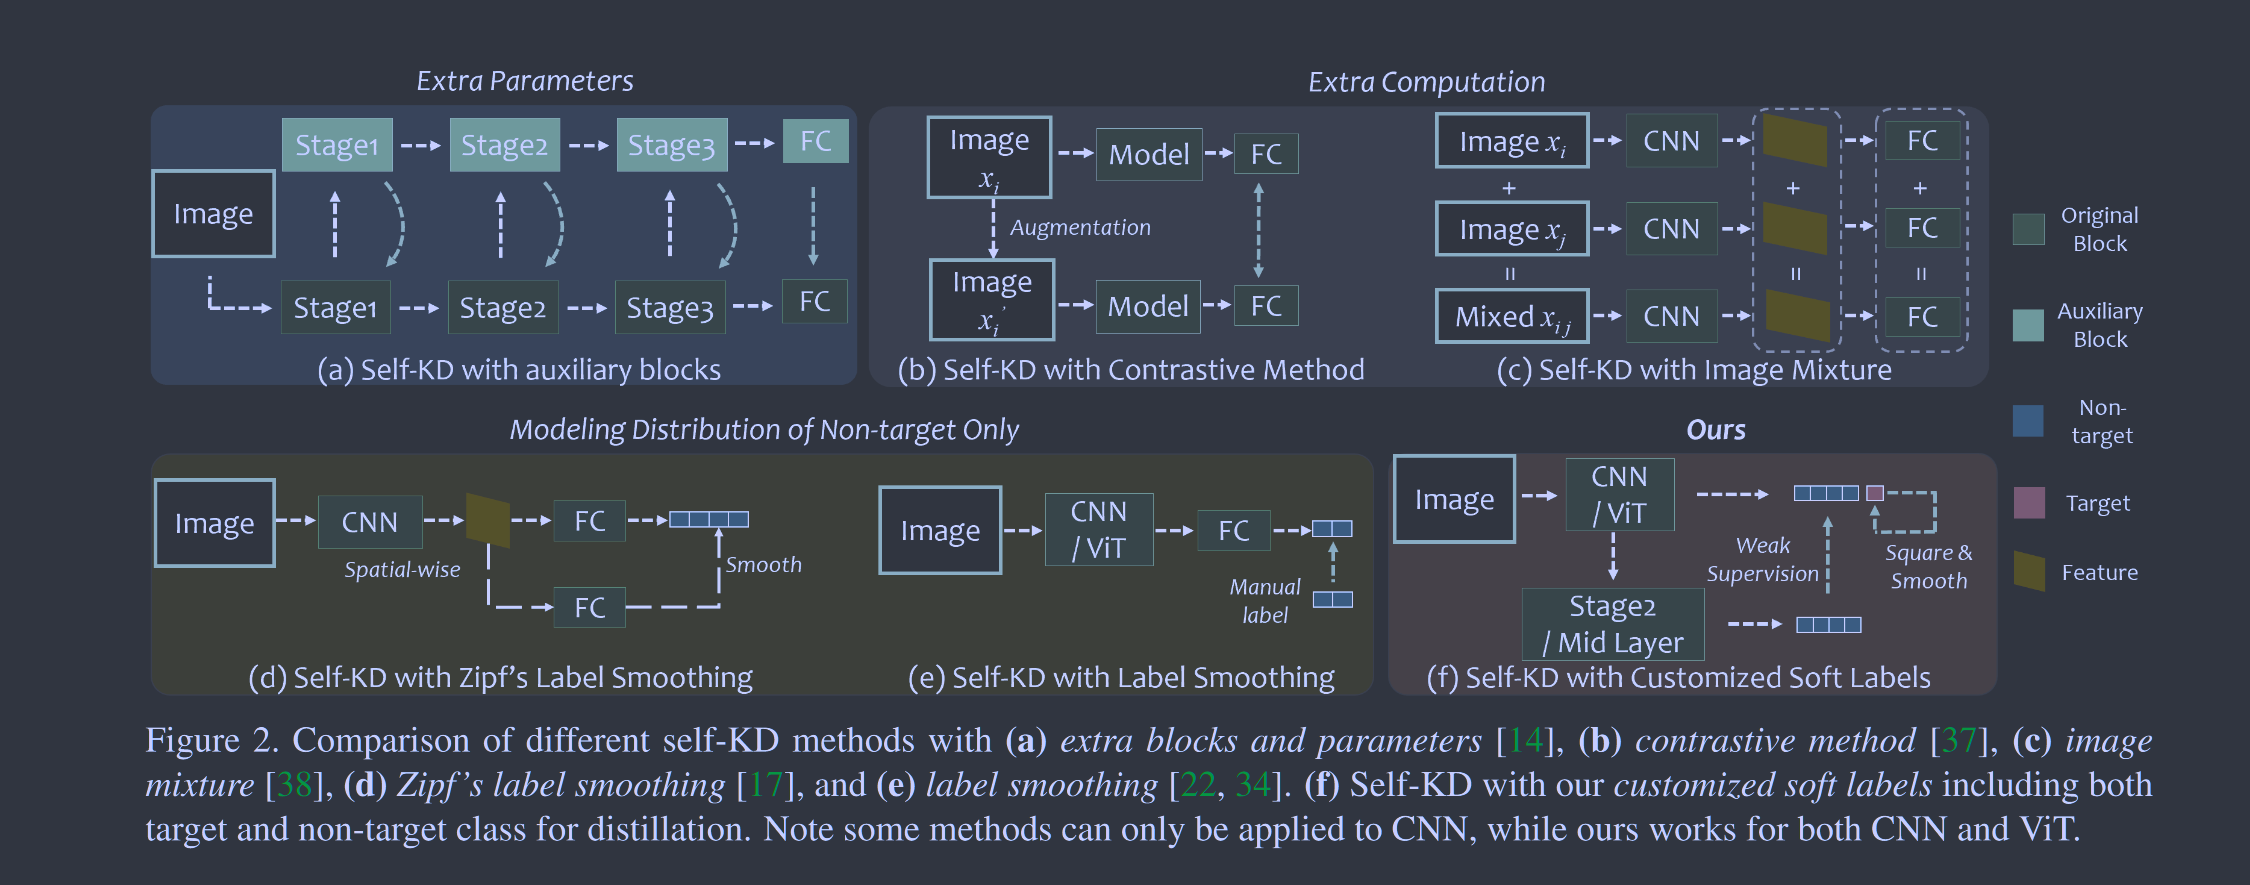 Extra Parameters
Extra Computation
Stage1
Stage2
Stage3
FC
Image
Stage1
Stage2
Stage3
FC
(a) Self-KD with auxiliary blocks
Image
xi
Model
FC
Augmentation
Image
xi'
Model
FC
(b) Self-KD with Contrastive Method
Image xi
CNN
FC
+
+
+
Image xj
CNN
FC
=
=
=
Mixed xij
CNN
FC
(c) Self-KD with Image Mixture
Original
Block
Auxiliary
Block
Non-
target
Target
Feature
Modeling Distribution of Non-target Only
Ours
Image
CNN
FC
Spatial-wise
Smooth
FC
(d) Self-KD with Zipf's Label Smoothing
Image
CNN
/ ViT
FC
Manual
label
(e) Self-KD with Label Smoothing
Image
CNN
/ ViT
Weak
Supervision
Square &
Smooth
Stage2
/ Mid Layer
(f) Self-KD with Customized Soft Labels
Figure 2. Comparison of different self-KD methods with (a) extra blocks and parameters [14], (b) contrastive method [37], (c) image
mixture [38], (d) Zipf's label smoothing [17], and (e) label smoothing [22, 34]. (f) Self-KD with our customized soft labels including both
target and non-target class for distillation. Note some methods can only be applied to CNN, while ours works for both CNN and ViT.